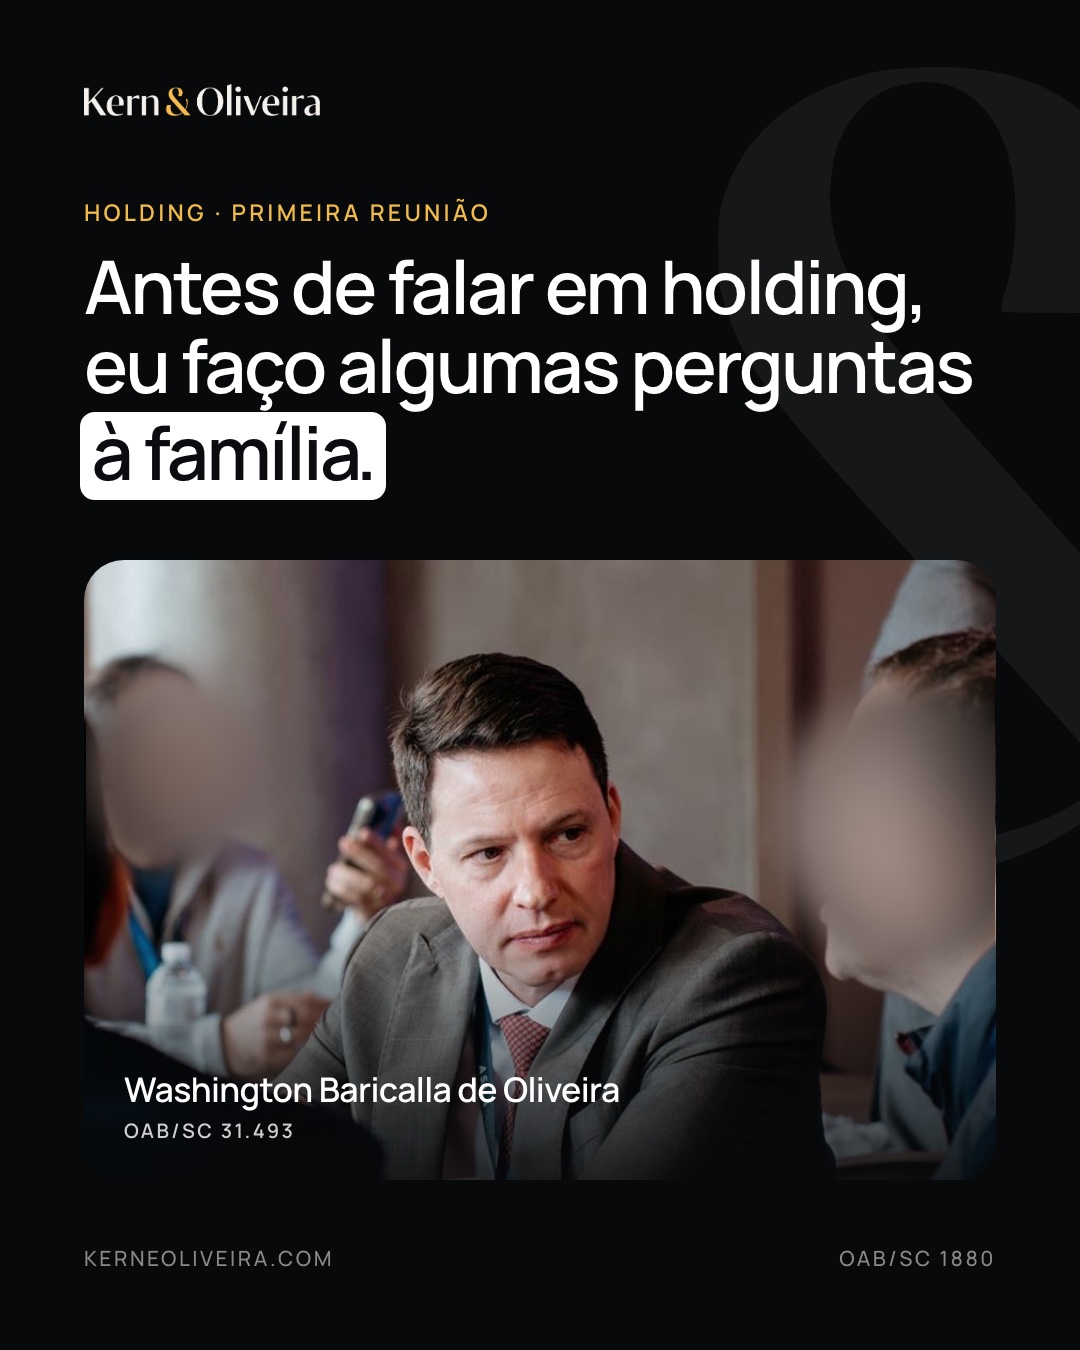 Kern & Oliveira
HOLDING · PRIMEIRA REUNIÃO
Antes de falar em holding,
eu faço algumas perguntas
à família.
Washington Baricalla de Oliveira
OAB/SC 31.493
KERNEOLIVEIRA.COM
OAB/SC 1880